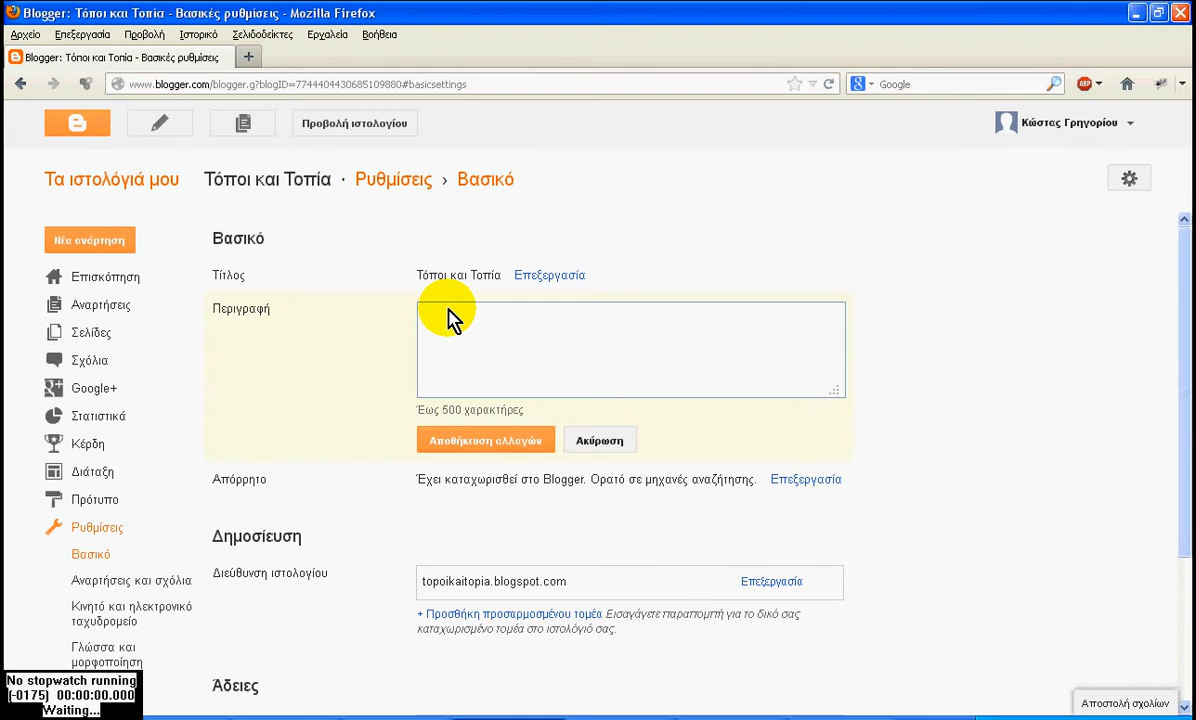 Blogger: Τόποι και Τοπία - Βασικές ρυθμίσεις - Mozilla Firefox
Αρχείο Επεξεργασία Προβολή Ιστορικό Σελιδοδείκτες Εργαλεία Βοήθεια
Blogger: Τόποι και Τοπία - Βασικές ρυθμίσεις
www.blogger.com/blogger.g?blogID=7744404430685109880#basicsettings
Google
ABP
Προβολή ιστολογίου
Κώστας Γρηγορίου
Τα ιστολόγιά μου
Τόποι και Τοπία · Ρυθμίσεις › Βασικό
Νέα ανάρτηση
Επισκόπηση
Αναρτήσεις
Σελίδες
Σχόλια
Google+
Στατιστικά
Κέρδη
Διάταξη
Πρότυπο
Ρυθμίσεις
Βασικό
Αναρτήσεις και σχόλια
Κινητό και ηλεκτρονικό
ταχυδρομείο
Γλώσσα και
μορφοποίηση
Βασικό
Τίτλος Τόποι και Τοπία Επεξεργασία
Περιγραφή
Έως 500 χαρακτήρες
Αποθήκευση αλλαγών Ακύρωση
Απόρρητο Έχει καταχωρισθεί στο Blogger. Ορατό σε μηχανές αναζήτησης. Επεξεργασία
Δημοσίευση
Διεύθυνση ιστολογίου topoikaitopia.blogspot.com Επεξεργασία
+ Προσθήκη προσαρμοσμένου τομέα Εισαγάγετε παραπομπή για το δικό σας
καταχωρισμένο τομέα στο ιστολόγιό σας.
Άδειες
No stopwatch running
(-0175) 00:00:00.000
Waiting...
Αποστολή σχολίων